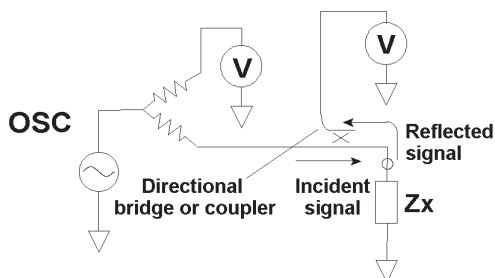 V
V
OSC
Reflected
signal
Directional
bridge or coupler
Incident
signal
Zx